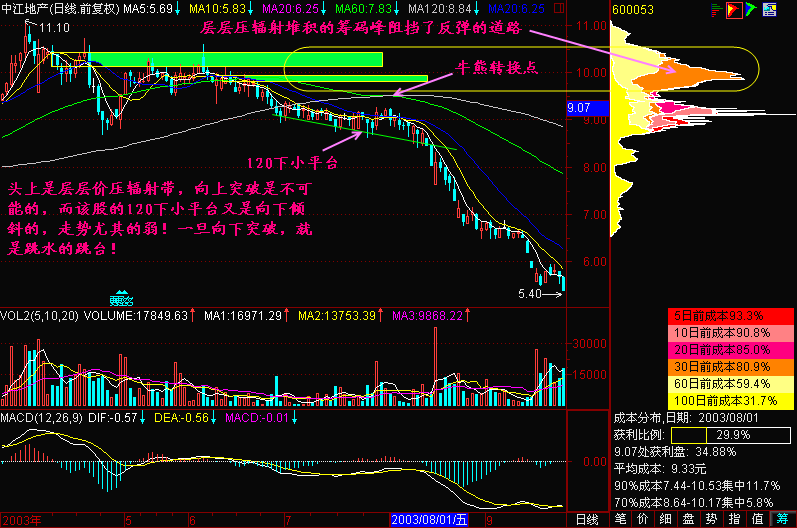 中江地产(日线.前复权) MA5:5.69↓ MA10:5.83↓ MA20:6.25↓ MA60:7.83↓ MA120:8.84↓ MA20:6.25
600053
层层压辐射堆积的筹码峰阻挡了反弹的道路
11.10
11.00
牛熊转换点
10.00
9.07
9.00
120下小平台
8.00
头上是层层价压辐射带，向上突破是不可
能的，而该股的120下小平台又是向下倾
斜的，走势尤其的弱！一旦向下突破，就
是跳水的跳台！
7.00
6.00
5.40
VOL2(5,10,20) VOLUME:17849.63↑ MA1:16971.29↑ MA2:13753.39↑ MA3:9868.22↑
30000
15000
5日前成本93.3%
10日前成本90.8%
20日前成本85.0%
30日前成本80.9%
60日前成本59.4%
100日前成本31.7%
MACD(12,26,9) DIF:-0.57↓ DEA:-0.56↓ MACD:-0.01↓
0.00
成本分布,日期: 2003/08/01
获利比例: 29.9%
9.07处获利盘: 34.88%
平均成本: 9.33元
90%成本7.44-10.53集中11.7%
70%成本8.64-10.17集中5.8%
2003年 5 6 7 2003/08/01/五 9 日线
笔 价 细 盘 势 指 值 筹